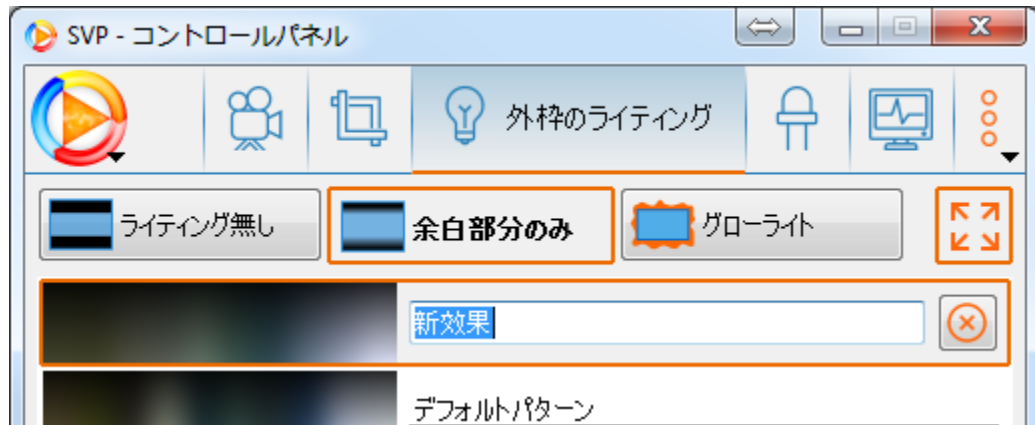 SVP - コントロールパネル
外枠のライティング
ライティング無し 余白部分のみ グローライト
新効果
デフォルトパターン